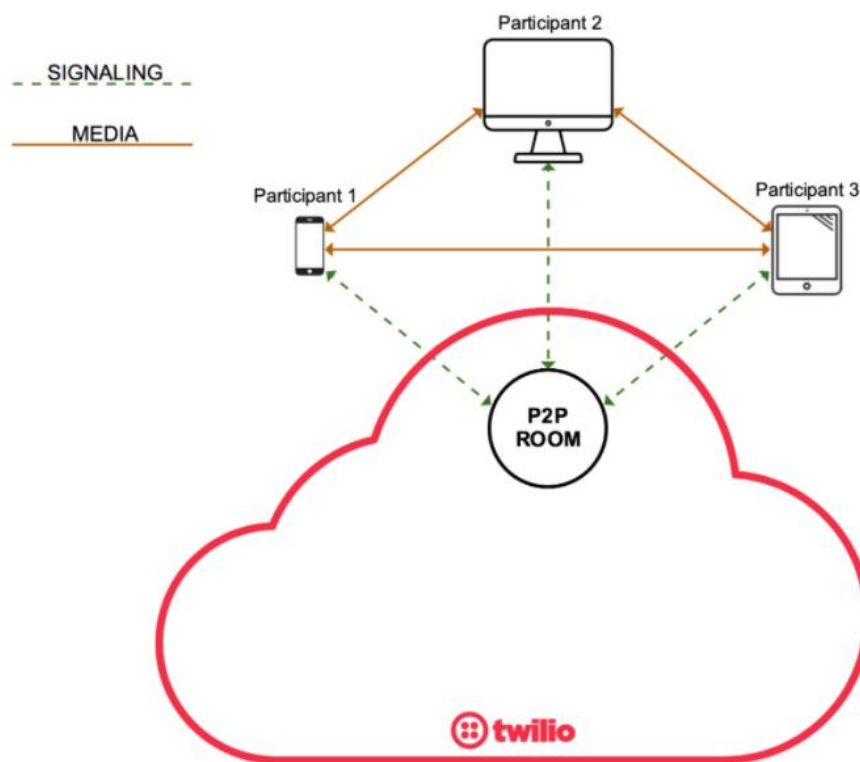 Participant 2
SIGNALING
MEDIA
Participant 1
Participant 3
P2P
ROOM
twilio